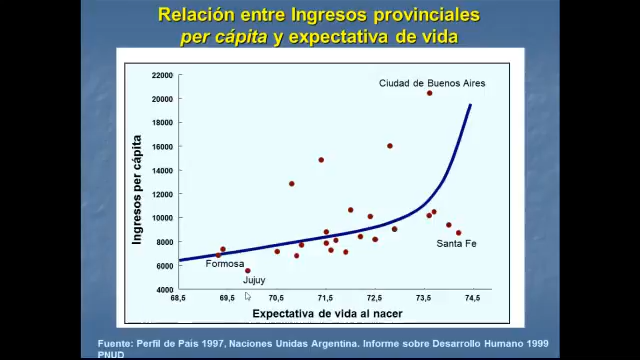 Relación entre Ingresos provinciales
per cápita y expectativa de vida
Ingresos per cápita
22000
20000
18000
16000
14000
12000
10000
8000
6000
4000
Ciudad de Buenos Aires
Santa Fe
Formosa
Jujuy
68,5 69,5 70,5 71,5 72,5 73,5 74,5
Expectativa de vida al nacer
Fuente: Perfil de Pais 1997, Naciones Unidas Argentina. Informe sobre Desarrollo Humano 1999
PNUD